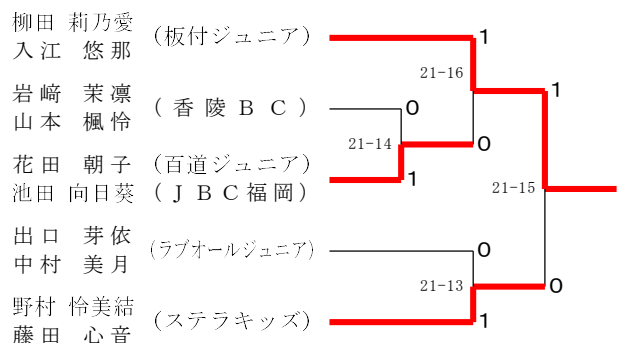 柳田 莉乃愛 (板付ジュニア) 1
入江 悠那
21-16 1
岩﨑 茉凛 (香陵BC) 0
山本 楓怜
21-14 0
花田 朝子 (百道ジュニア)
池田 向日葵 (JBC福岡) 1
21-15
出口 芽依 (ラブオールジュニア) 0
中村 美月
21-13 0
野村 怜美結 (ステラキッズ) 1
藤田 心音